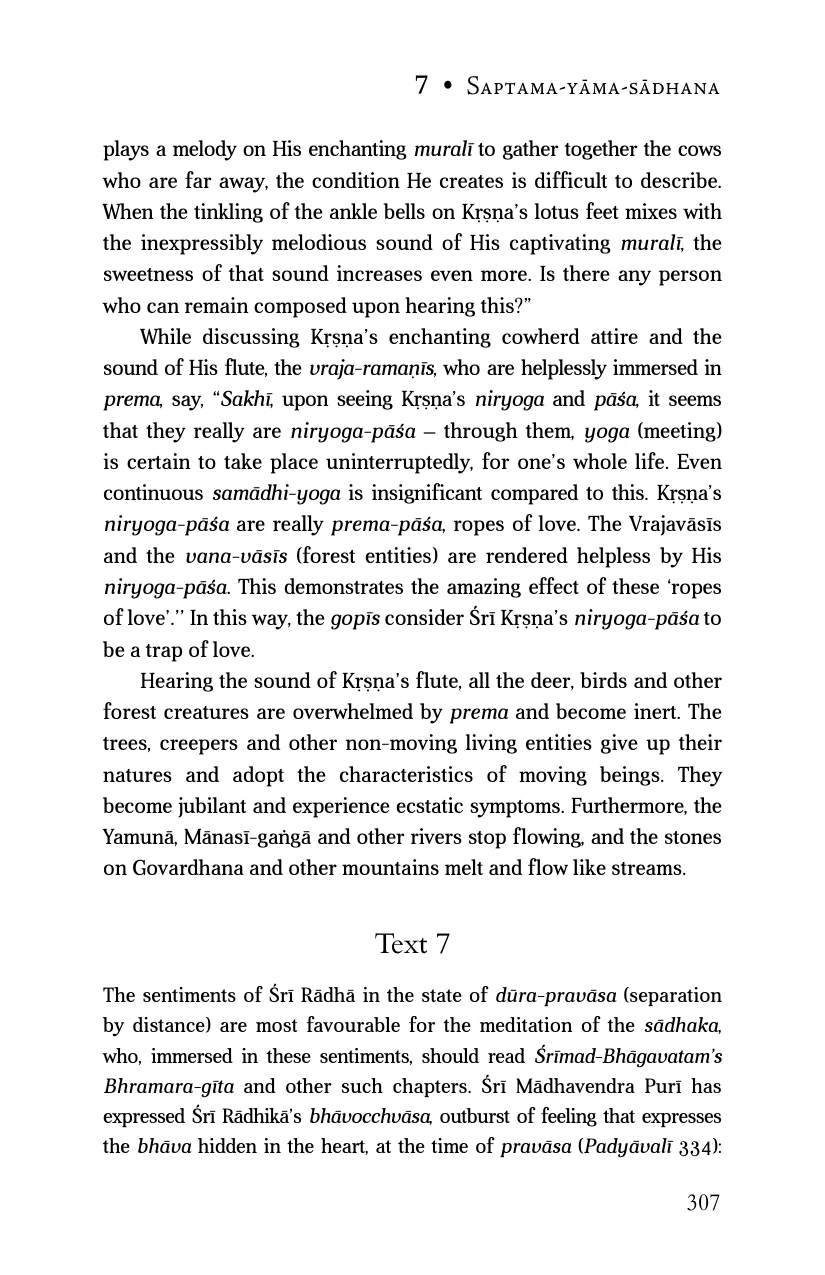 7 • Saptama-yāma-sādhana
plays a melody on His enchanting muralī to gather together the cows
who are far away, the condition He creates is difficult to describe.
When the tinkling of the ankle bells on Kṛṣṇa’s lotus feet mixes with
the inexpressibly melodious sound of His captivating muralī, the
sweetness of that sound increases even more. Is there any person
who can remain composed upon hearing this?”
While discussing Kṛṣṇa’s enchanting cowherd attire and the
sound of His flute, the vraja-ramaṇīs, who are helplessly immersed in
prema, say, “Sakhī, upon seeing Kṛṣṇa’s niryoga and pāśa, it seems
that they really are niryoga-pāśa – through them, yoga (meeting)
is certain to take place uninterruptedly, for one’s whole life. Even
continuous samādhi-yoga is insignificant compared to this. Kṛṣṇa’s
niryoga-pāśa are really prema-pāśa, ropes of love. The Vrajavāsīs
and the vana-vāsīs (forest entities) are rendered helpless by His
niryoga-pāśa. This demonstrates the amazing effect of these ‘ropes
of love’.’’ In this way, the gopīs consider Śrī Kṛṣṇa’s niryoga-pāśa to
be a trap of love.
Hearing the sound of Kṛṣṇa’s flute, all the deer, birds and other
forest creatures are overwhelmed by prema and become inert. The
trees, creepers and other non-moving living entities give up their
natures and adopt the characteristics of moving beings. They
become jubilant and experience ecstatic symptoms. Furthermore, the
Yamunā, Mānasī-gaṅgā and other rivers stop flowing, and the stones
on Govardhana and other mountains melt and flow like streams.
Text 7
The sentiments of Śrī Rādhā in the state of dūra-pravāsa (separation
by distance) are most favourable for the meditation of the sādhaka,
who, immersed in these sentiments, should read Śrīmad-Bhāgavatam’s
Bhramara-gīta and other such chapters. Śrī Mādhavendra Purī has
expressed Śrī Rādhikā’s bhāvocchvāsa, outburst of feeling that expresses
the bhāva hidden in the heart, at the time of pravāsa (Padyāvalī 334):
307